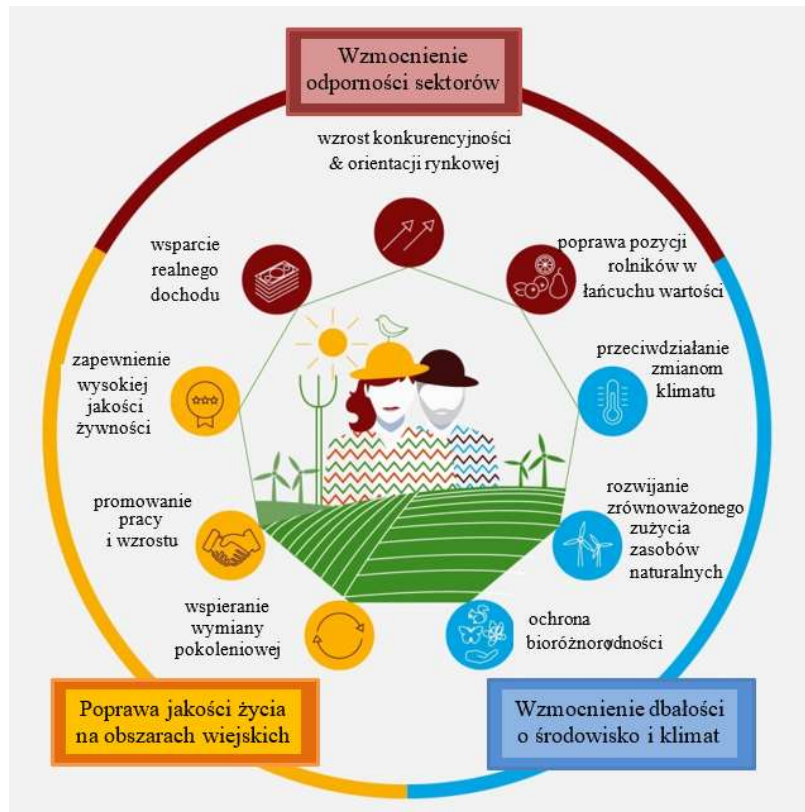 Wzmocnienie
odporności sektorów
wzrost konkurencyjności
& orientacji rynkowej
wsparcie
realnego
dochodu
poprawa pozycji
rolników w
łańcuchu wartości
zapewnienie
wysokiej
jakości
żywności
przeciwdziałanie
zmianom
klimatu
promowanie
pracy
i wzrostu
rozwijanie
zrównoważonego
zużycia
zasobów
naturalnych
wspieranie
wymiany
pokoleniowej
ochrona
bioróżnorodności
Poprawa jakości życia
na obszarach wiejskich
Wzmocnienie dbałości
o środowisko i klimat